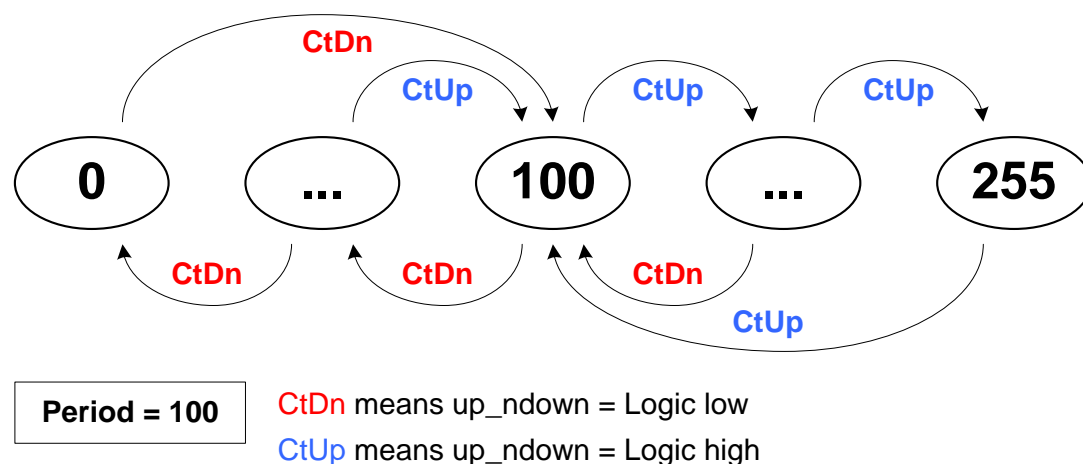 CtDn
CtUp CtUp CtUp
0 ... 100 ... 255
CtDn CtDn CtDn
CtUp
Period = 100
CtDn means up_ndown = Logic low
CtUp means up_ndown = Logic high